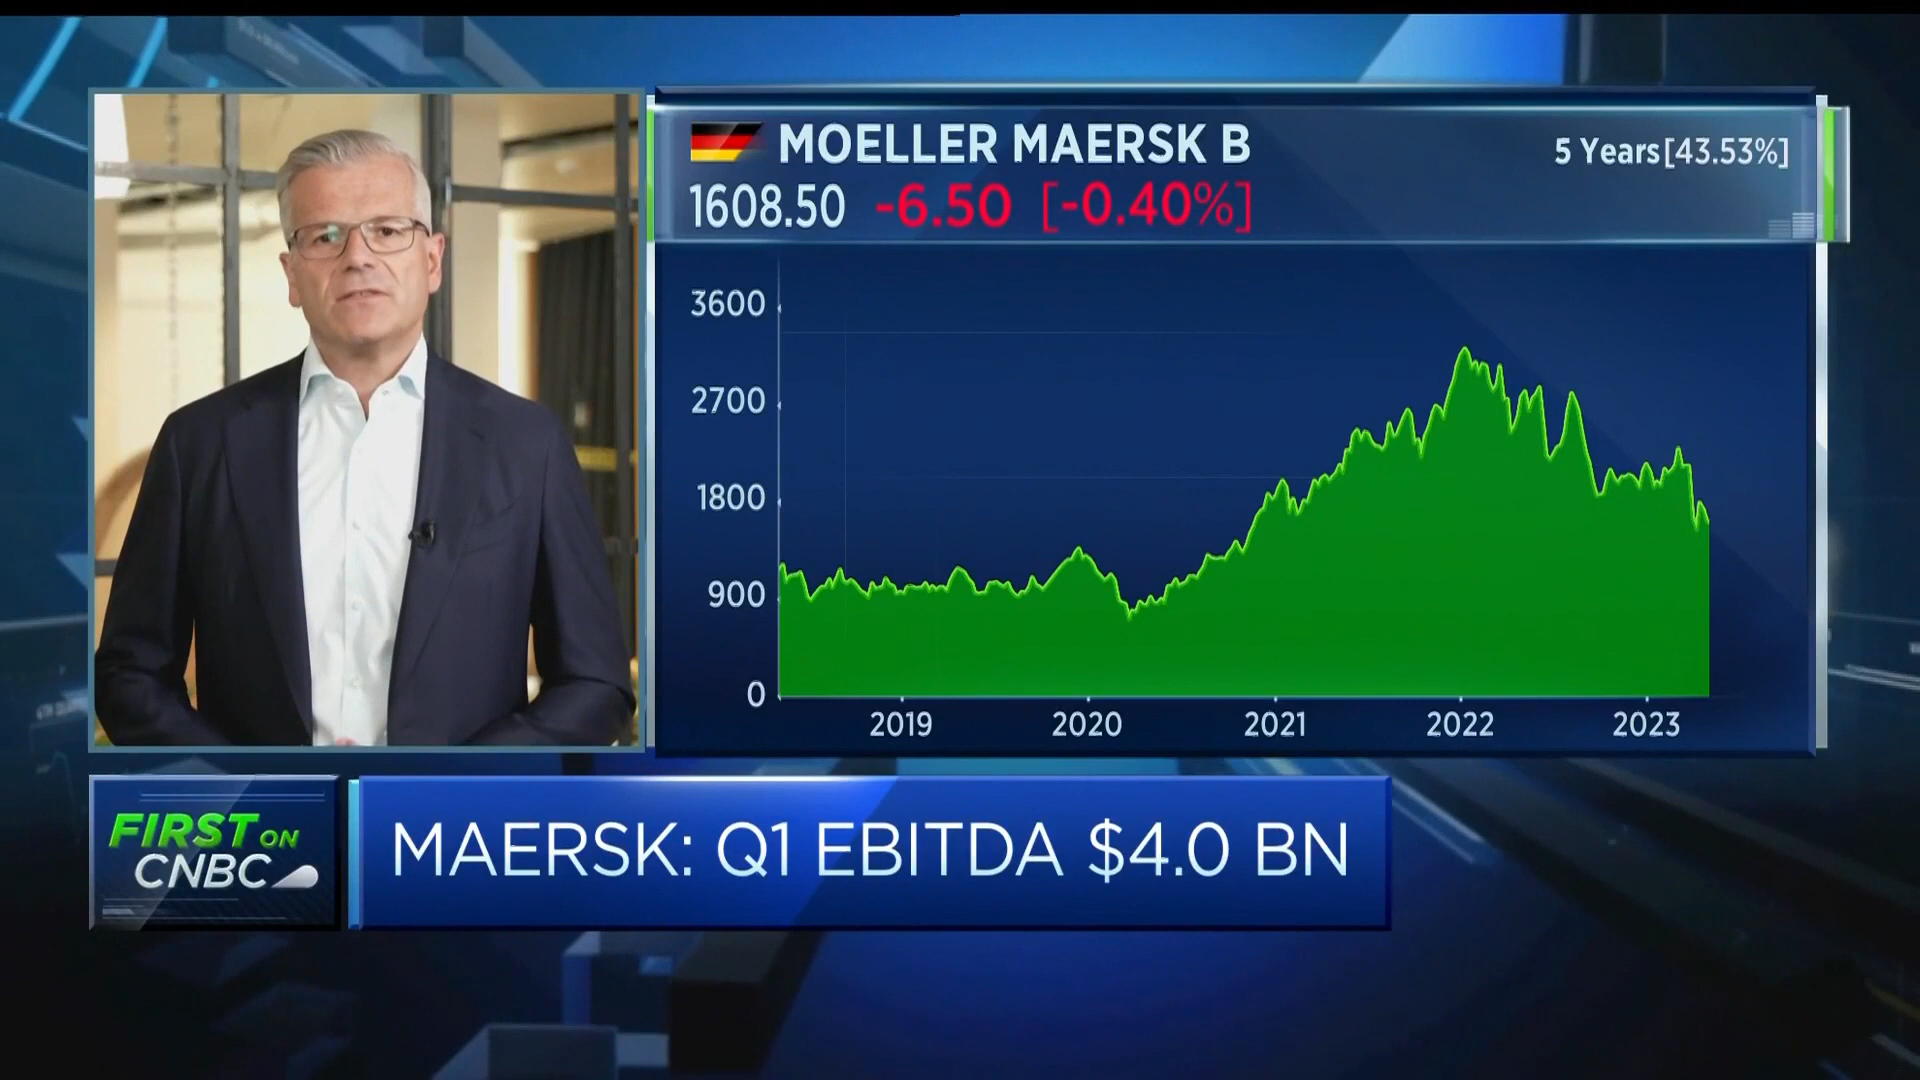 MOELLER MAERSK B
5 Years[43.53%]
1608.50 -6.50 [-0.40%]
3600
2700
1800
900
0
2019 2020 2021 2022 2023
FIRST ON
CNBC
MAERSK: Q1 EBITDA $4.0 BN